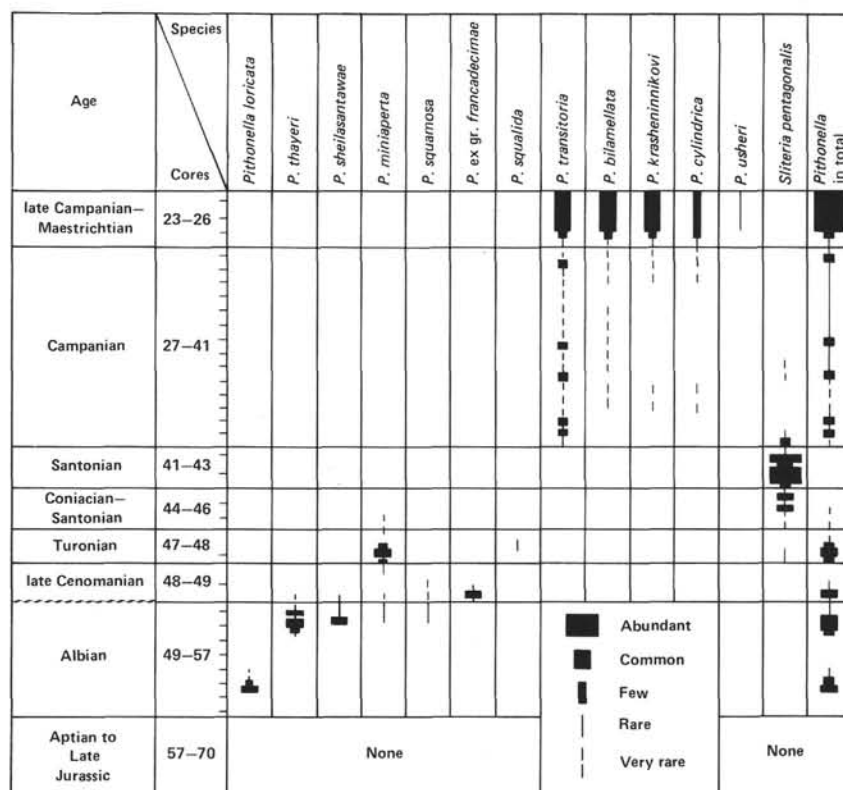 Species
Age
Cores
Pithonella loricata
P. thayeri
P. sheilasantawae
P. miniaperta
P. squamosa
P. ex gr. francadecimae
P. squalida
P. transitoria
P. bilamellata
P. krasheninnikovi
P. cylindrica
P. usheri
Sliteria pentagonalis
Pithonella
in total
late Campanian—
Maestrichtian
23—26
Campanian
27—41
Santonian
41—43
Coniacian—
Santonian
44—46
Turonian
47—48
late Cenomanian
48—49
Albian
49—57
Abundant
Common
Few
Rare
Very rare
Aptian to
Late
Jurassic
57—70
None
None